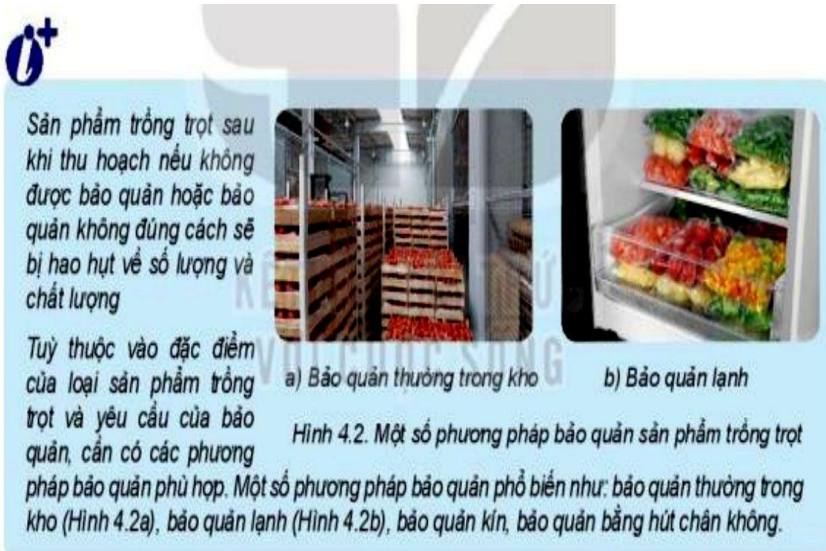 Sản phẩm trồng trọt sau
khi thu hoạch nếu không
được bảo quản hoặc bảo
quản không đúng cách sẽ
bị hao hụt về số lượng và
chất lượng
Tuỳ thuộc vào đặc điểm
của loại sản phẩm trồng
trọt và yêu cầu của bảo
quản, cần có các phương
pháp bảo quản phù hợp. Một số phương pháp bảo quản phổ biến như: bảo quản thường trong
kho (Hình 4.2a), bảo quản lạnh (Hình 4.2b), bảo quản kín, bảo quản bằng hút chân không.
a) Bảo quản thường trong kho
b) Bảo quản lạnh
Hình 4.2. Một số phương pháp bảo quản sản phẩm trồng trọt
VỚI CUỘC SỐNG